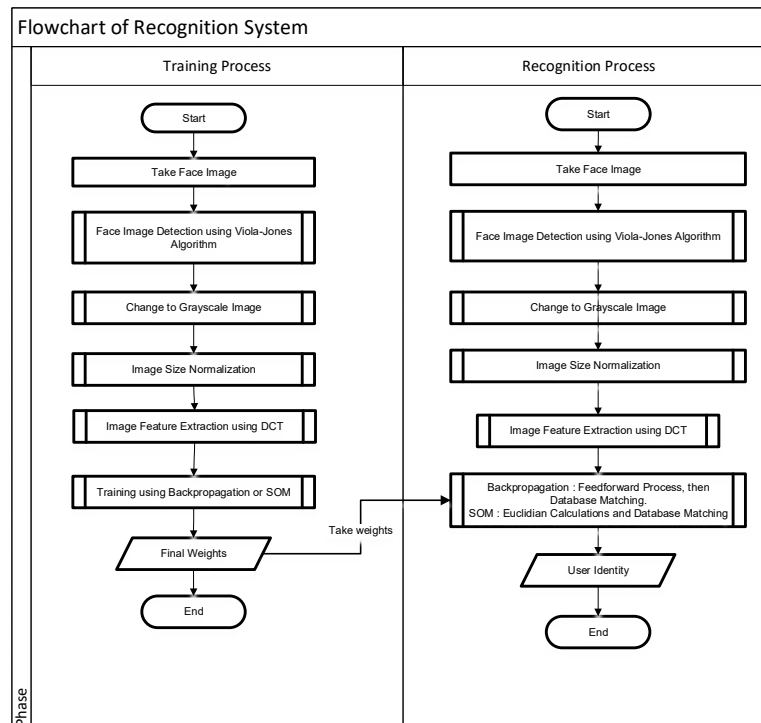 Flowchart of Recognition System
Training Process
Recognition Process
Start
Take Face Image
Face Image Detection using Viola-Jones
Algorithm
Change to Grayscale Image
Image Size Normalization
Image Feature Extraction using DCT
Training using Backpropagation or SOM
Final Weights
End
Take weights
Start
Take Face Image
Face Image Detection using Viola-Jones Algorithm
Change to Grayscale Image
Image Size Normalization
Image Feature Extraction using DCT
Backpropagation : Feedforward Process, then
Database Matching.
SOM : Euclidian Calculations and Database Matching
User Identity
End
Phase